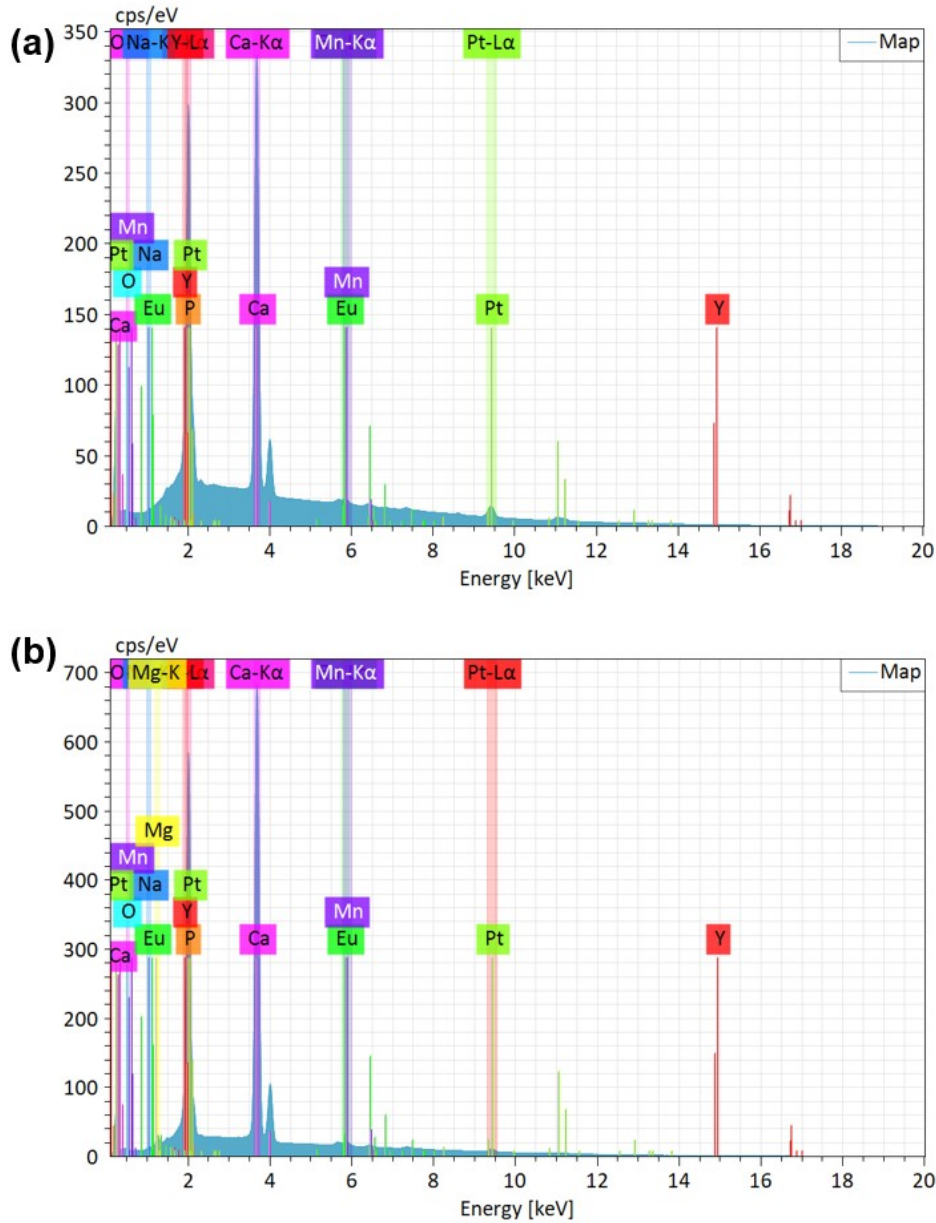 (a)
cps/eV
350
O Na-K Y-Lα Ca-Kα Mn-Kα Pt-Lα Map
300
250
Mn
200
Pt Na Pt
O Y Mn
150
Ca Eu P Ca Eu Pt Y
100
50
0
2 4 6 8 10 12 14 16 18 20
Energy [keV]
(b)
cps/eV
700
O Mg-K -Lα Ca-Kα Mn-Kα Pt-Lα Map
600
500
Mg
Mn
400
Pt Na Pt
O Y Mn
300
Ca Eu P Ca Eu Pt Y
200
100
0
2 4 6 8 10 12 14 16 18 20
Energy [keV]